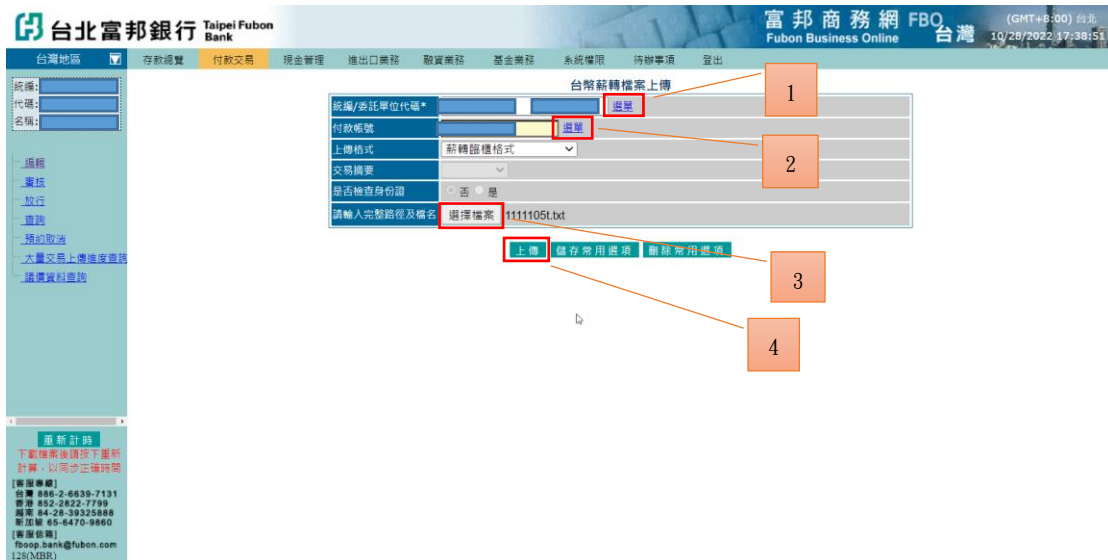 台北富邦銀行 Taipei Fubon Bank
富邦商務網 FBO台灣
Fubon Business Online
(GMT+8:00) 台北
10/28/2022 17:38:51
台灣地區 存款總覽 付款交易 現金管理 進出口業務 融資業務 基金業務 系統權限 待辦事項 登出
統編:
代碼:
名稱:
編輯
審核
放行
查詢
預約取消
大量交易上傳進度查詢
議價資料查詢
台幣薪轉檔案上傳
統編/委託單位代碼* 選單
付款帳號 選單
上傳格式 薪轉臨櫃格式
交易摘要
是否檢查身份證 否 是
請輸入完整路徑及檔名 選擇檔案 1111105t.txt
上傳 儲存常用選項 刪除常用選項
1
2
3
4
重新計時
下載檔案後請按下重新
計算，以同步正確時間
[客服專線]
台灣 886-2-6639-7131
香港 852-2822-7799
越南 84-28-39325888
新加坡 65-6470-9860
[客服信箱]
fboop.bank@fubon.com
128(MBR)